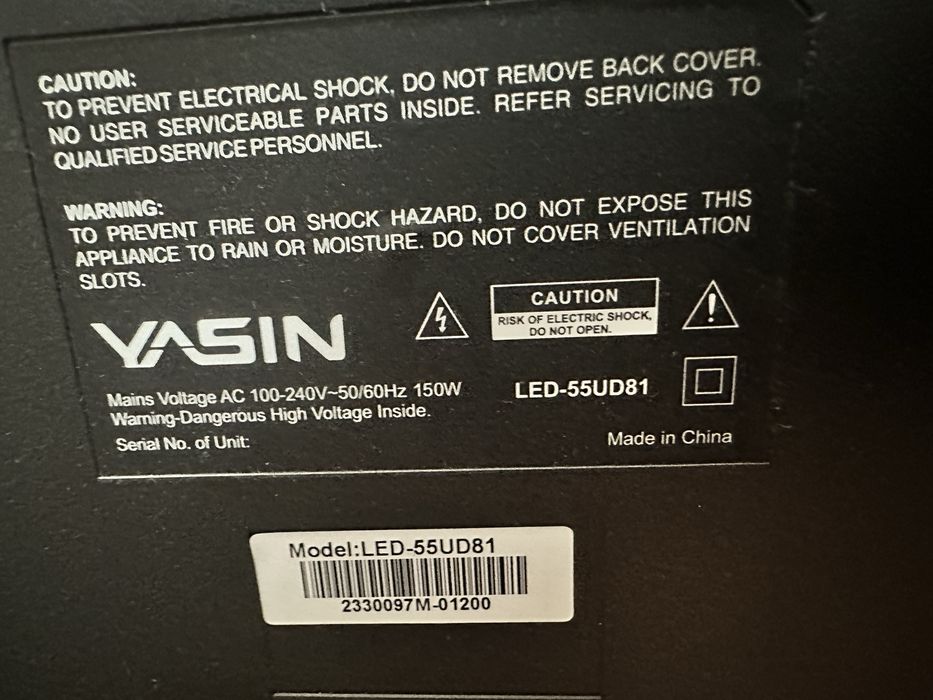 CAUTION:
TO PREVENT ELECTRICAL SHOCK, DO NOT REMOVE BACK COVER.
NO USER SERVICEABLE PARTS INSIDE. REFER SERVICING TO
QUALIFIED SERVICE PERSONNEL.
WARNING:
TO PREVENT FIRE OR SHOCK HAZARD, DO NOT EXPOSE THIS
APPLIANCE TO RAIN OR MOISTURE. DO NOT COVER VENTILATION
SLOTS.
YASIN
CAUTION
RISK OF ELECTRIC SHOCK,
DO NOT OPEN.
Mains Voltage AC 100-240V~50/60Hz 150W
Warning-Dangerous High Voltage Inside.
Serial No. of Unit:
LED-55UD81
Made in China
Model:LED-55UD81
2330097M-01200